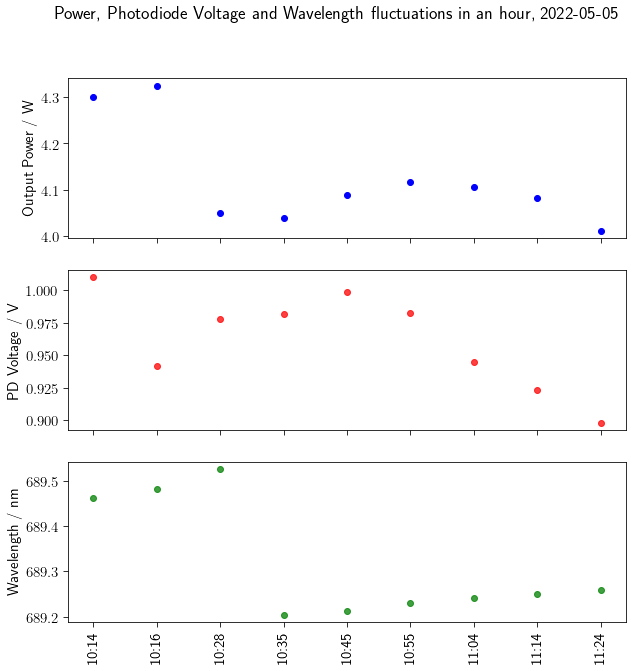 Power, Photodiode Voltage and Wavelength fluctuations in an hour, 2022-05-05
Output Power / W
4.3
4.2
4.1
4.0
PD Voltage / V
1.000
0.975
0.950
0.925
0.900
Wavelength / nm
689.5
689.4
689.3
689.2
10:14 10:16 10:28 10:35 10:45 10:55 11:04 11:14 11:24